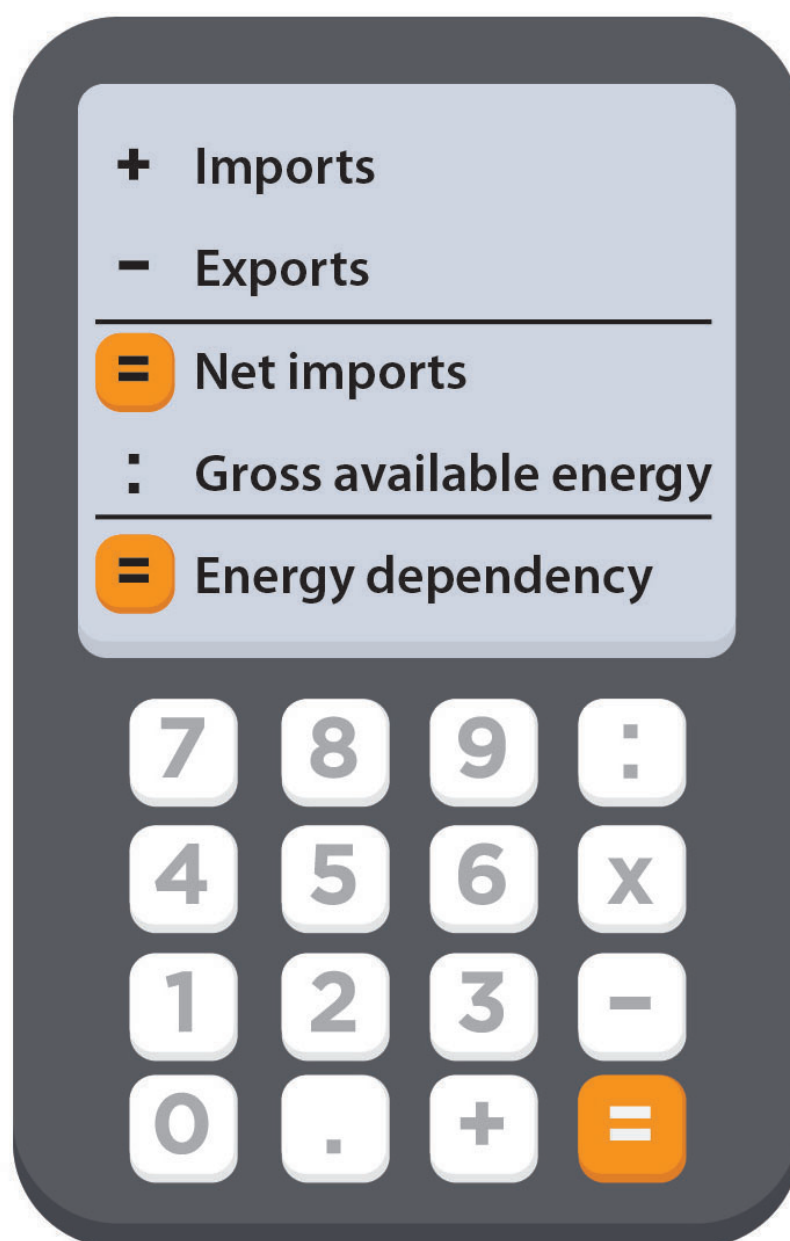 + Imports
- Exports
= Net imports
: Gross available energy
= Energy dependency
7 8 9 :
4 5 6 x
1 2 3 -
0 . + =